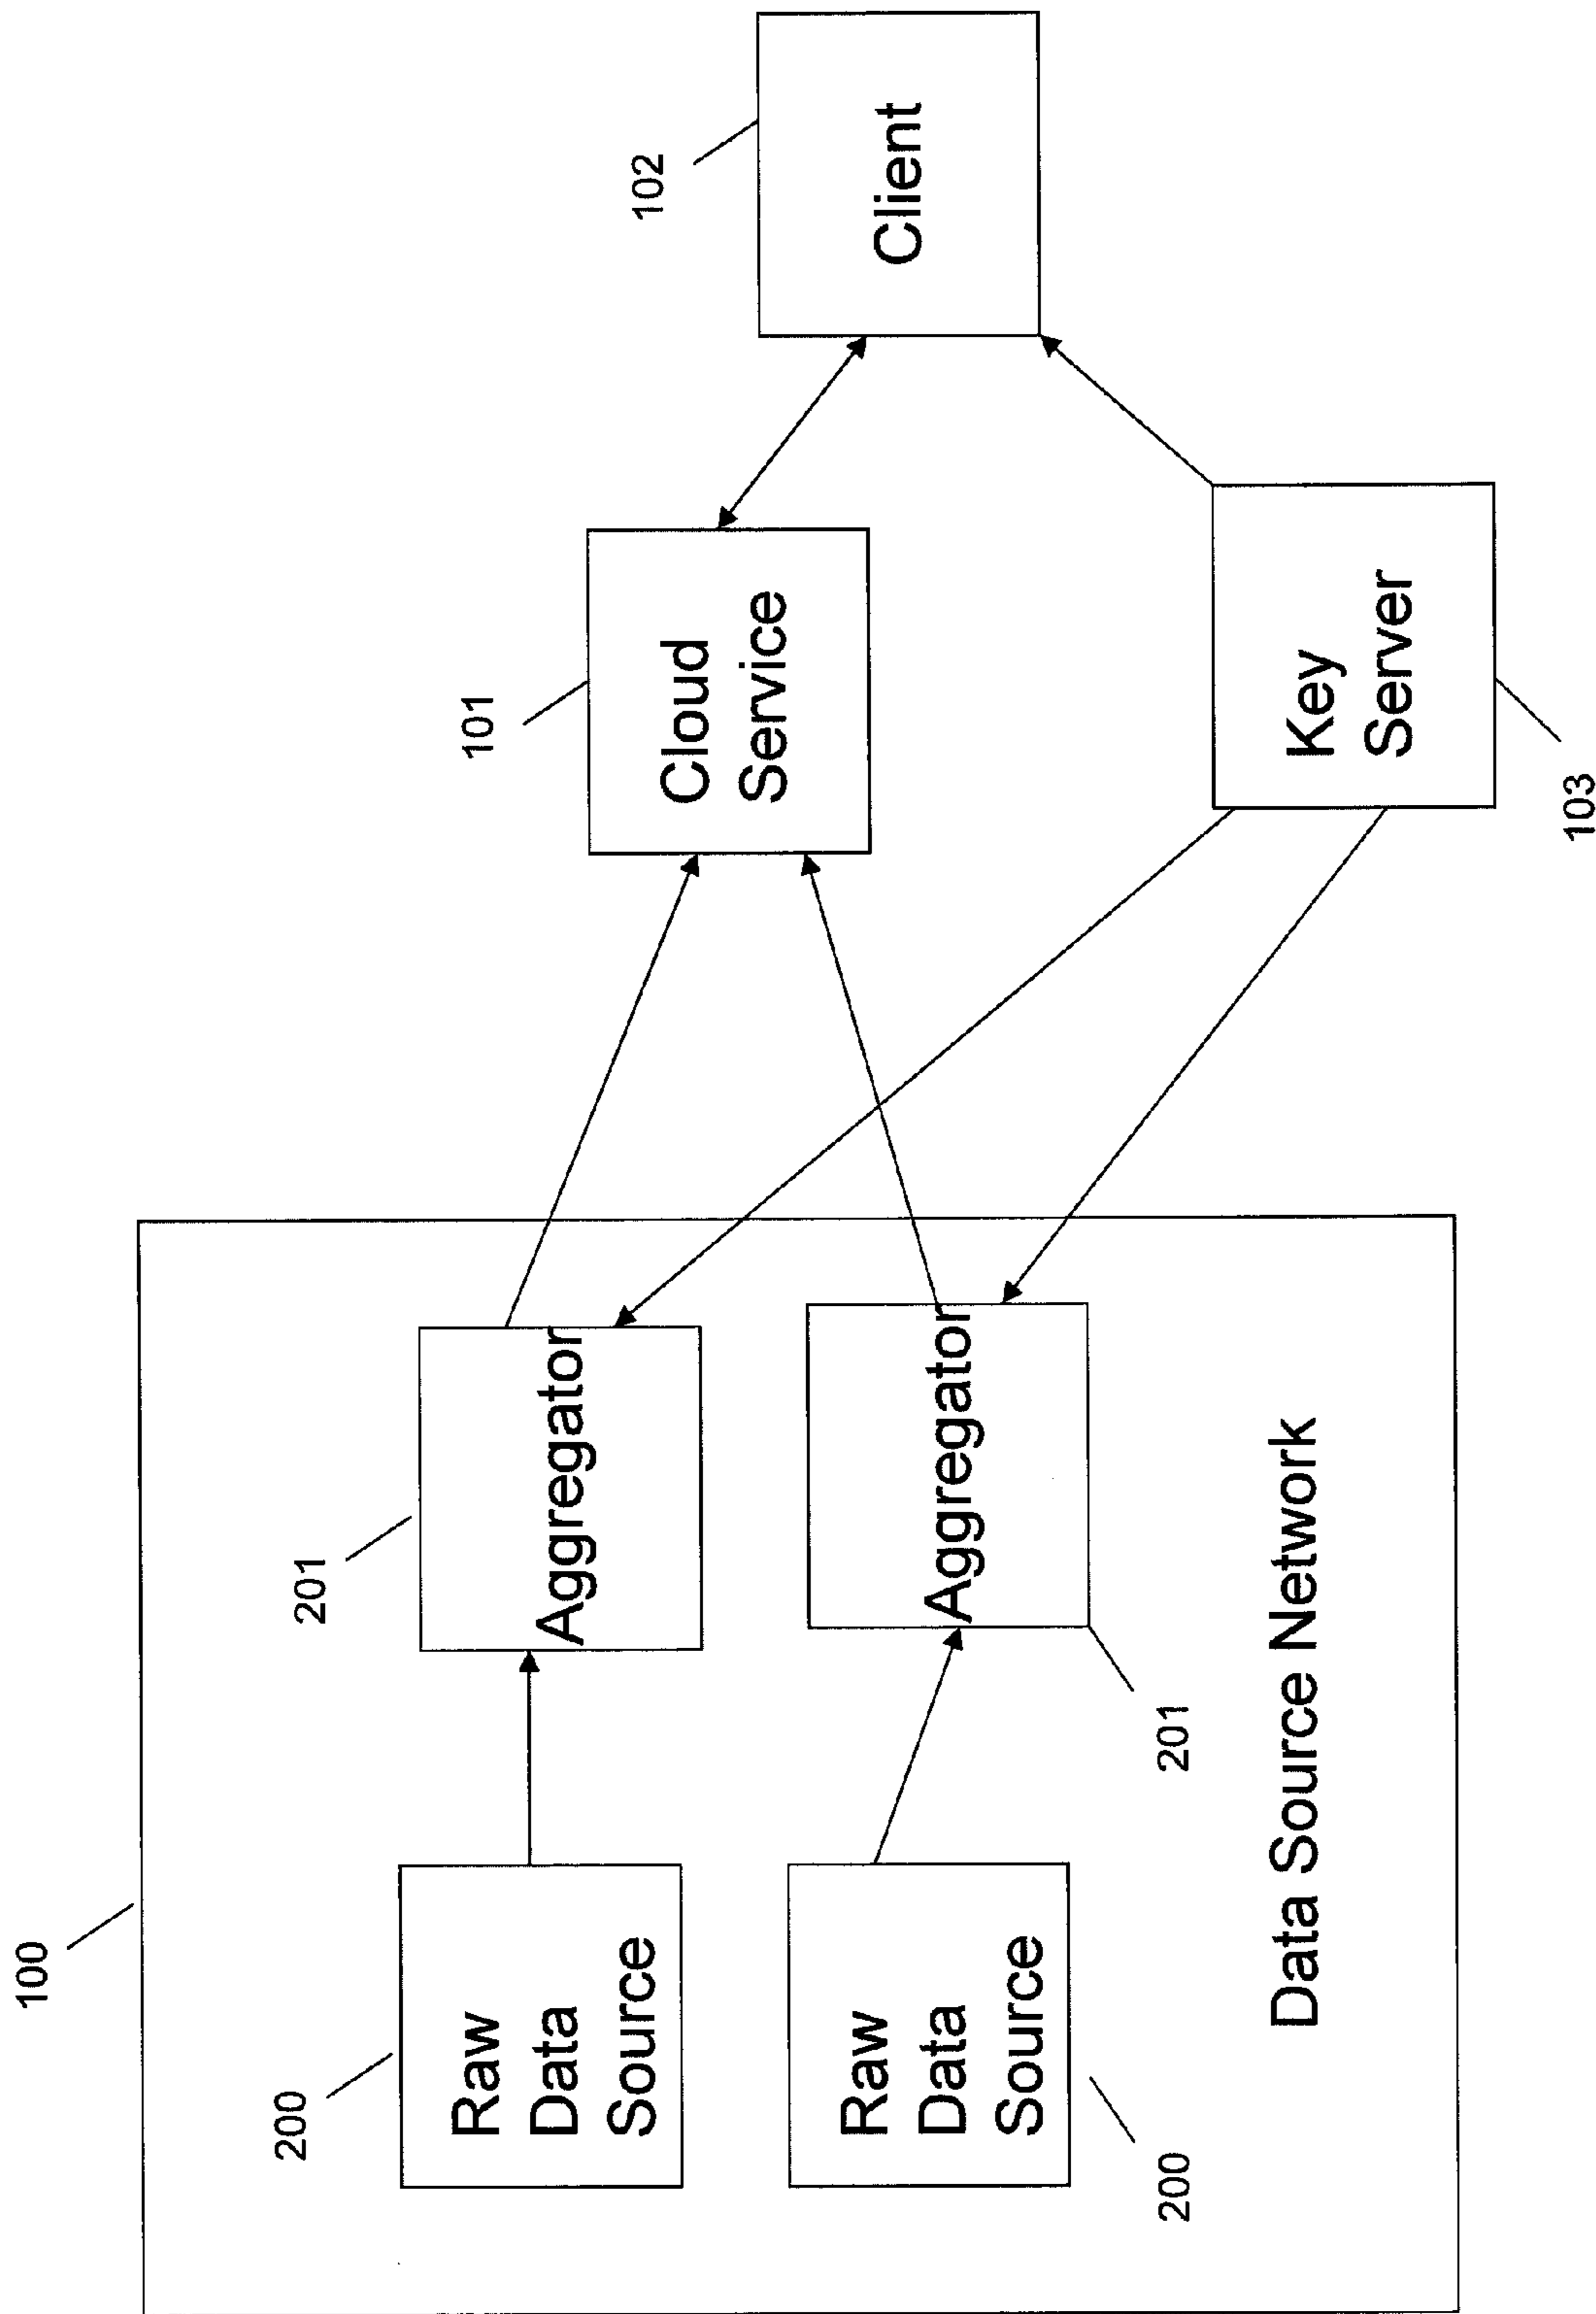 100
200
Raw
Data
Source
201
Aggregator
101
Cloud
Service
102
Client
Raw
Data
Source
200
Aggregator
201
Key
Server
103
Data Source Network